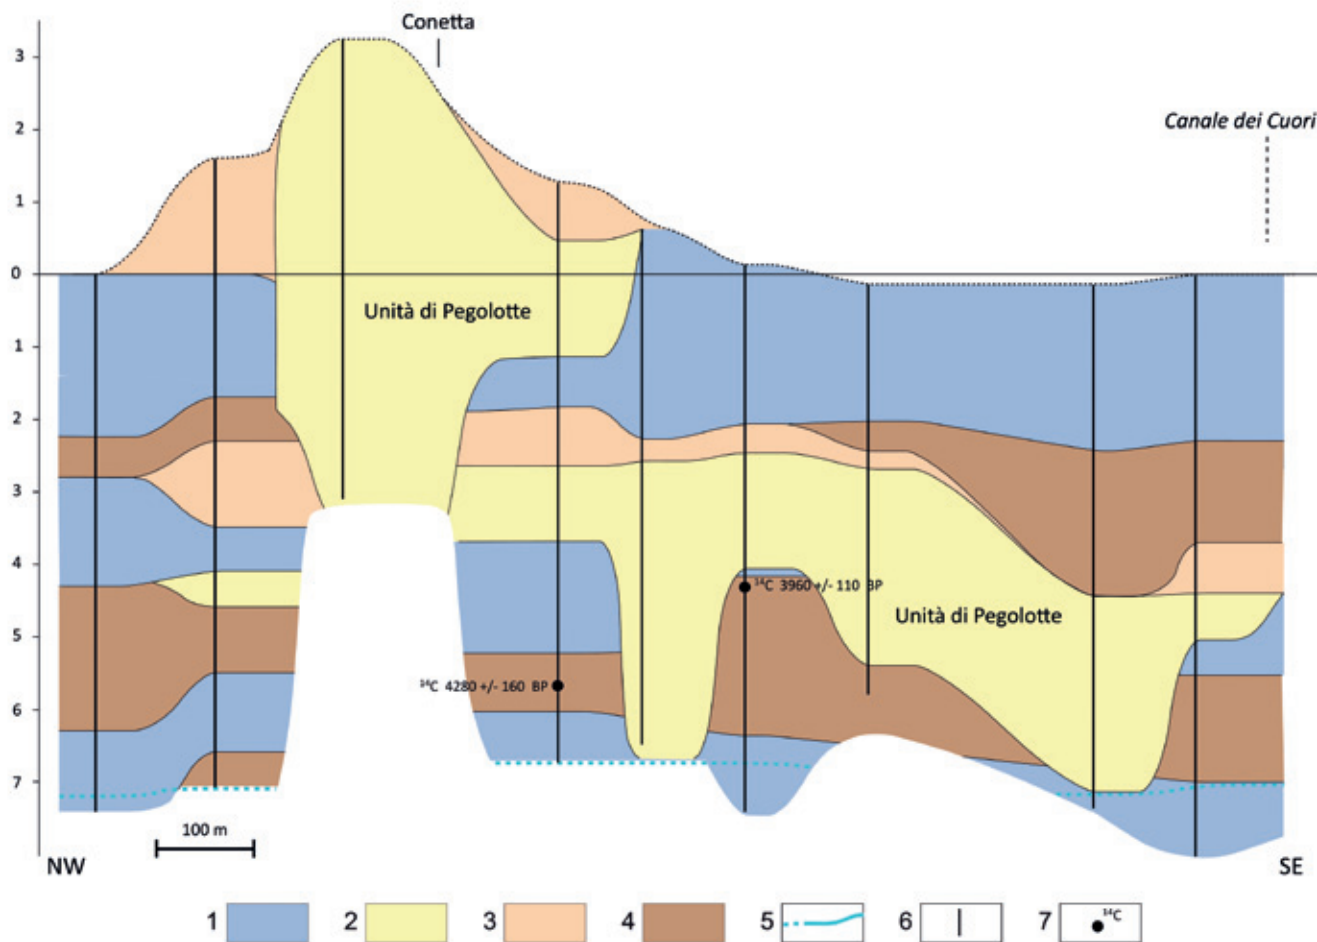 Conetta
Canale dei Cuori
3
2
1
0
1
2
3
4
5
6
7
Unità di Pegolotte
Unità di Pegolotte
¹⁴C 3960 +/- 110 BP
¹⁴C 4280 +/- 160 BP
100 m
NW
SE
1 2 3 4 5 6 7 ¹⁴C